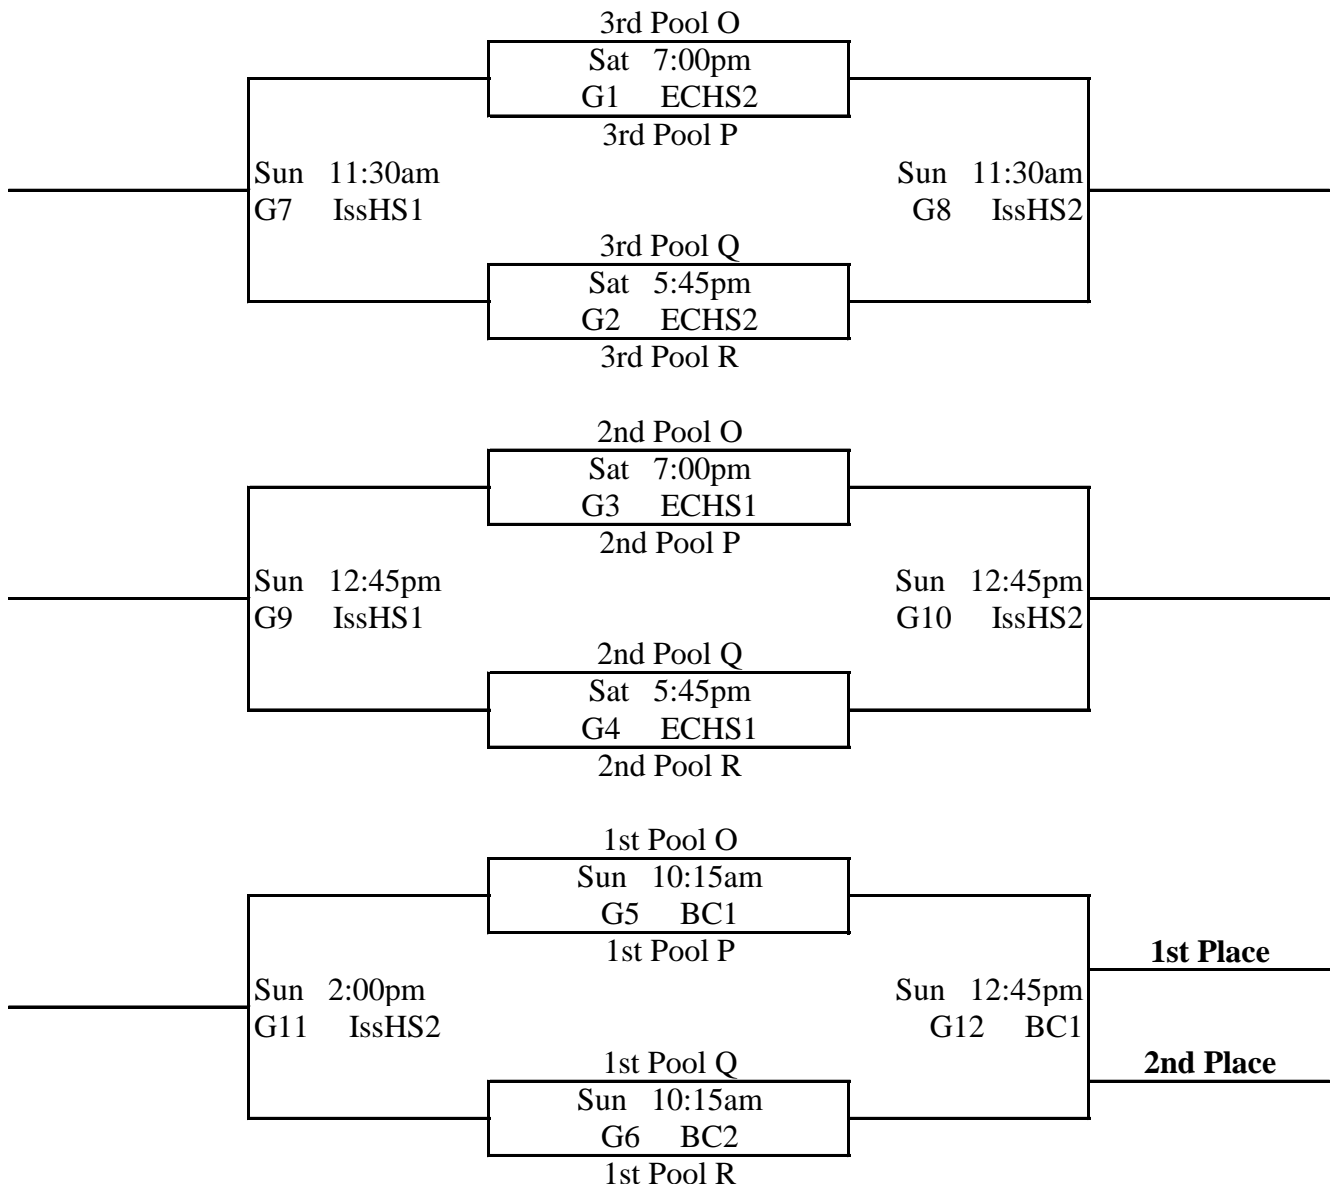 3rd Pool O
Sat 7:00pm
G1 ECHS2
3rd Pool P
Sun 11:30am
G7 IssHS1
Sun 11:30am
G8 IssHS2
3rd Pool Q
Sat 5:45pm
G2 ECHS2
3rd Pool R
2nd Pool O
Sat 7:00pm
G3 ECHS1
2nd Pool P
Sun 12:45pm
G9 IssHS1
Sun 12:45pm
G10 IssHS2
2nd Pool Q
Sat 5:45pm
G4 ECHS1
2nd Pool R
1st Pool O
Sun 10:15am
G5 BC1
1st Pool P
1st Place
Sun 2:00pm
G11 IssHS2
Sun 12:45pm
G12 BC1
2nd Place
1st Pool Q
Sun 10:15am
G6 BC2
1st Pool R